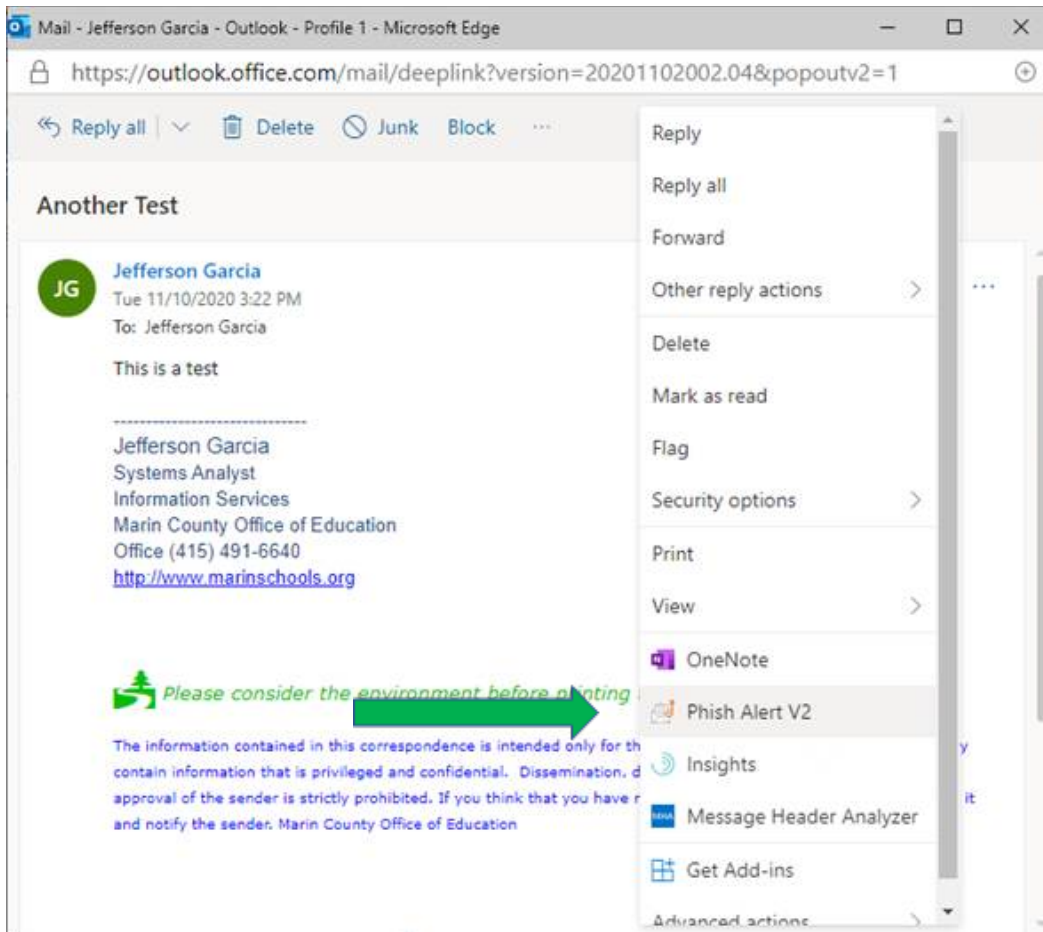 Mail - Jefferson Garcia - Outlook - Profile 1 - Microsoft Edge
https://outlook.office.com/mail/deeplink?version=20201102002.04&popoutv2=1
Reply all Delete Junk Block ...
Another Test
JG
Jefferson Garcia
Tue 11/10/2020 3:22 PM
To: Jefferson Garcia
This is a test
------------------------------
Jefferson Garcia
Systems Analyst
Information Services
Marin County Office of Education
Office (415) 491-6640
http://www.marinschools.org
Please consider the environment before printing
The information contained in this correspondence is intended only for th y
contain information that is privileged and confidential. Dissemination, d
approval of the sender is strictly prohibited. If you think that you have r it
and notify the sender. Marin County Office of Education
...
Reply
Reply all
Forward
Other reply actions
Delete
Mark as read
Flag
Security options
Print
View
OneNote
Phish Alert V2
Insights
MHA Message Header Analyzer
Get Add-ins
Advanced actions